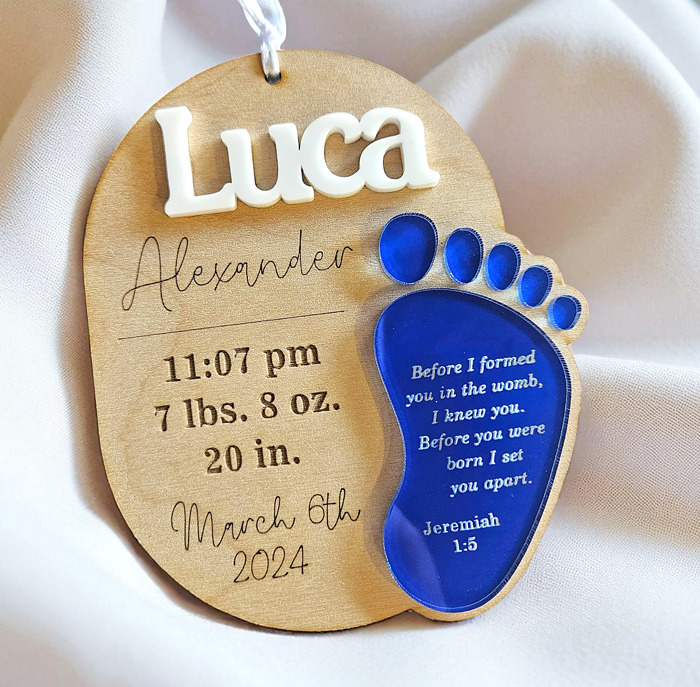 Luca
Alexander
11:07 pm
7 lbs. 8 oz.
20 in.
March 6th
2024
Before I formed
you in the womb,
I knew you.
Before you were
born I set
you apart.
Jeremiah
1:5